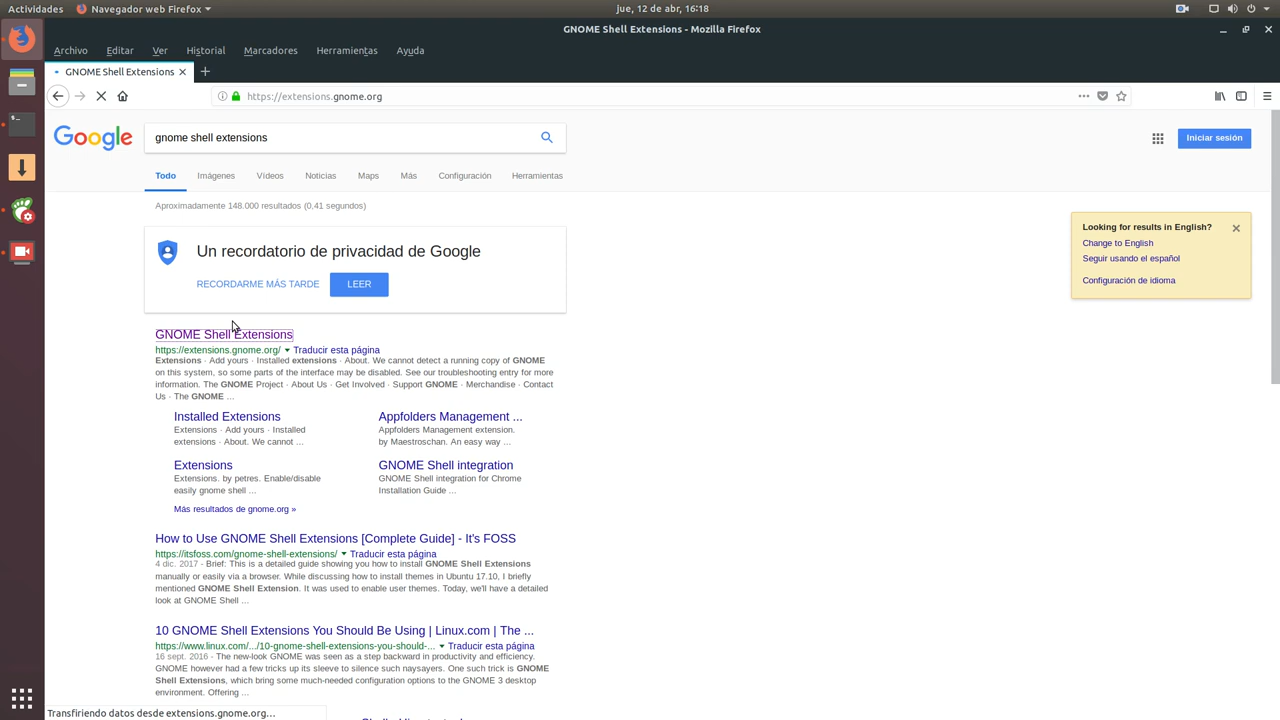 Actividades Navegador web Firefox jue, 12 de abr, 16:18
GNOME Shell Extensions - Mozilla Firefox
Archivo Editar Ver Historial Marcadores Herramientas Ayuda
GNOME Shell Extensions
https://extensions.gnome.org
Google gnome shell extensions Iniciar sesión
Todo Imágenes Vídeos Noticias Maps Más Configuración Herramientas
Aproximadamente 148.000 resultados (0,41 segundos)
Un recordatorio de privacidad de Google
RECORDARME MÁS TARDE LEER
Looking for results in English?
Change to English
Seguir usando el español
Configuración de idioma
GNOME Shell Extensions
https://extensions.gnome.org/ Traducir esta página
Extensions · Add yours · Installed extensions · About. We cannot detect a running copy of GNOME
on this system, so some parts of the interface may be disabled. See our troubleshooting entry for more
information. The GNOME Project · About Us · Get Involved · Support GNOME · Merchandise · Contact
Us · The GNOME ...
Installed Extensions
Extensions · Add yours · Installed
extensions · About. We cannot ...
Appfolders Management ...
Appfolders Management extension.
by Maestroschan. An easy way ...
Extensions
Extensions. by petres. Enable/disable
easily gnome shell ...
GNOME Shell integration
GNOME Shell integration for Chrome
Installation Guide ...
Más resultados de gnome.org »
How to Use GNOME Shell Extensions [Complete Guide] - It's FOSS
https://itsfoss.com/gnome-shell-extensions/ Traducir esta página
4 dic. 2017 - Brief: This is a detailed guide showing you how to install GNOME Shell Extensions
manually or easily via a browser. While discussing how to install themes in Ubuntu 17.10, I briefly
mentioned GNOME Shell Extension. It was used to enable user themes. Today, we'll have a detailed
look at GNOME Shell ...
10 GNOME Shell Extensions You Should Be Using | Linux.com | The ...
https://www.linux.com/.../10-gnome-shell-extensions-you-should-... Traducir esta página
16 sept. 2016 - The new-look GNOME was seen as a step backward in productivity and efficiency.
GNOME however had a few tricks up its sleeve to silence such naysayers. One such trick is GNOME
Shell Extensions, which bring some much-needed configuration options to the GNOME 3 desktop
environment. Offering ...
Transfiriendo datos desde extensions.gnome.org...